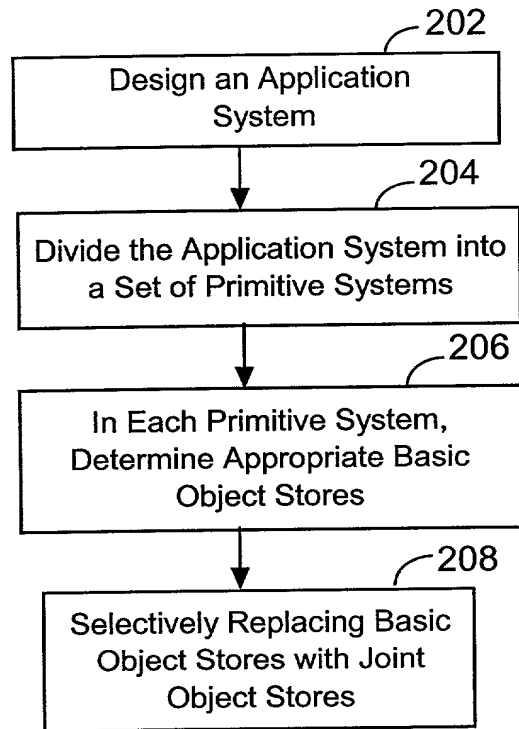 202
Design an Application
System
204
Divide the Application System into
a Set of Primitive Systems
206
In Each Primitive System,
Determine Appropriate Basic
Object Stores
208
Selectively Replacing Basic
Object Stores with Joint
Object Stores